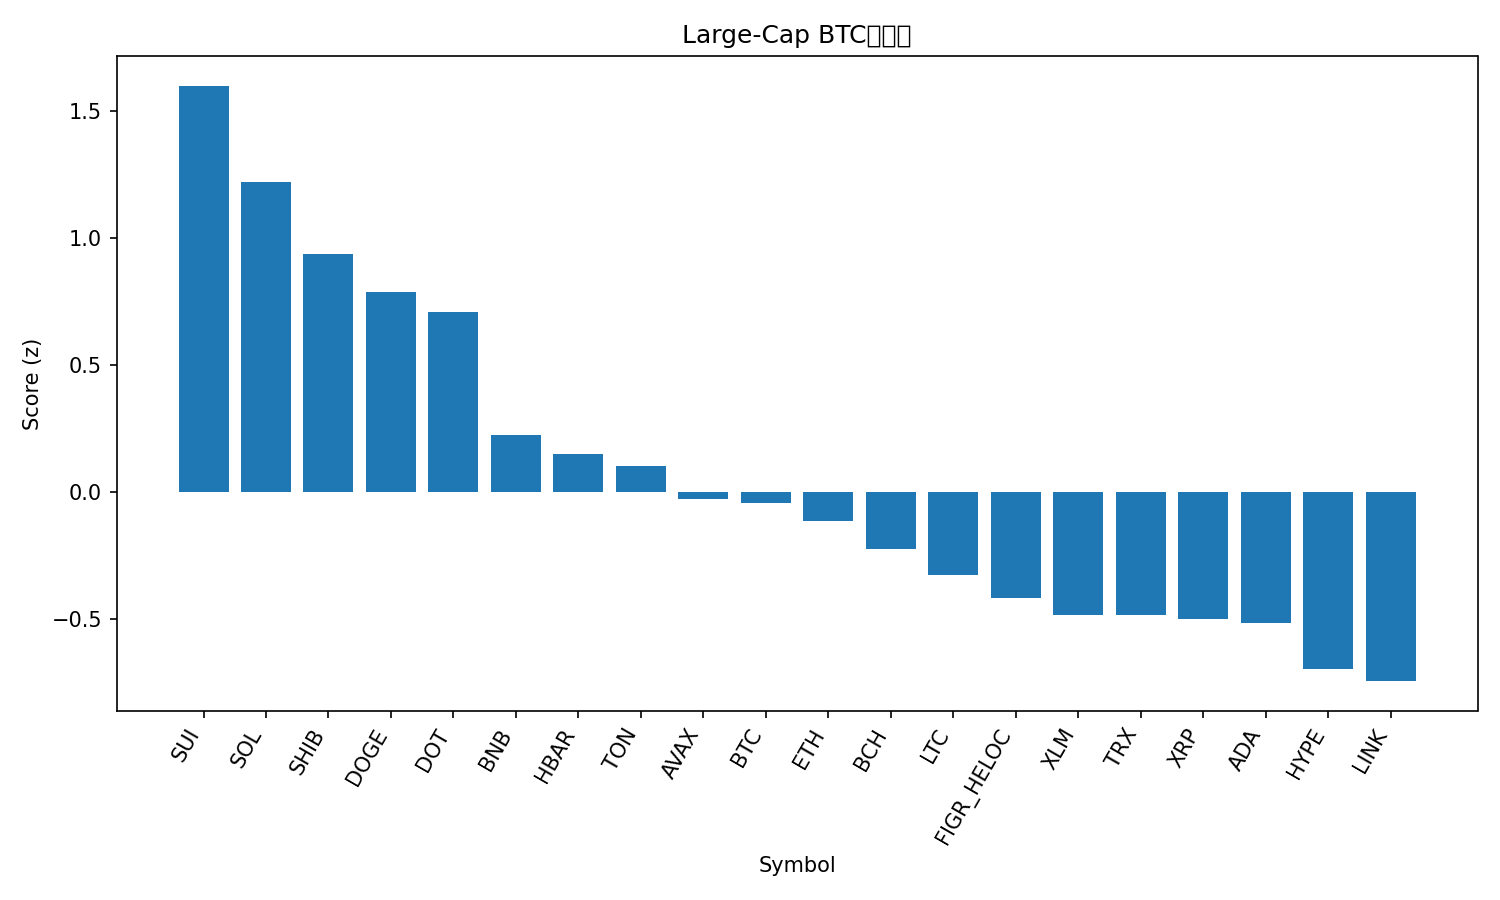 Large-Cap BTC
1.5
1.0
0.5
0.0
−0.5
Score (z)
SUI
SOL
SHIB
DOGE
DOT
BNB
HBAR
TON
AVAX
BTC
ETH
BCH
LTC
FIGR_HELOC
XLM
TRX
XRP
ADA
HYPE
LINK
Symbol